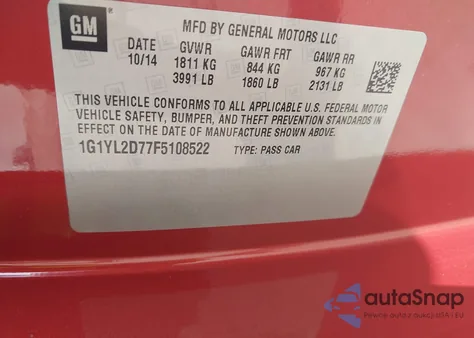 GM
MFD BY GENERAL MOTORS LLC
DATE GVWR GAWR FRT GAWR RR
10/14 1811 KG 844 KG 967 KG
3991 LB 1860 LB 2131 LB
THIS VEHICLE CONFORMS TO ALL APPLICABLE U.S. FEDERAL MOTOR
VEHICLE SAFETY, BUMPER, AND THEFT PREVENTION STANDARDS IN
EFFECT ON THE DATE OF MANUFACTURE SHOWN ABOVE.
1G1YL2D77F5108522 TYPE: PASS CAR
autoSnap